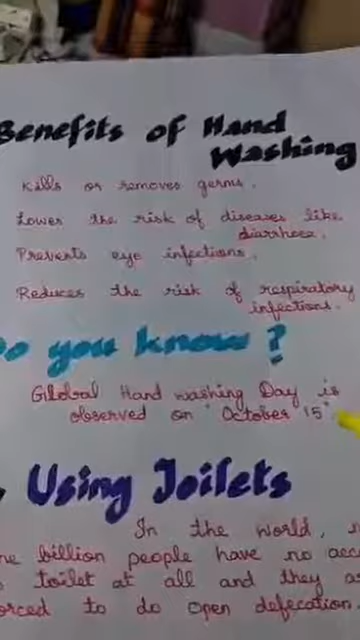 Benefits of Hand
Washing
Kills or removes germs.
Lower the risk of diseases like
diarrhoea.
Prevents eye infections.
Reduces the risk of respiratory
infections.
Do you know?
Global Hand washing Day is
observed on "October 15"
Using Toilets
In the world,
billion people have no
toilet at all and they
to do open defecation.